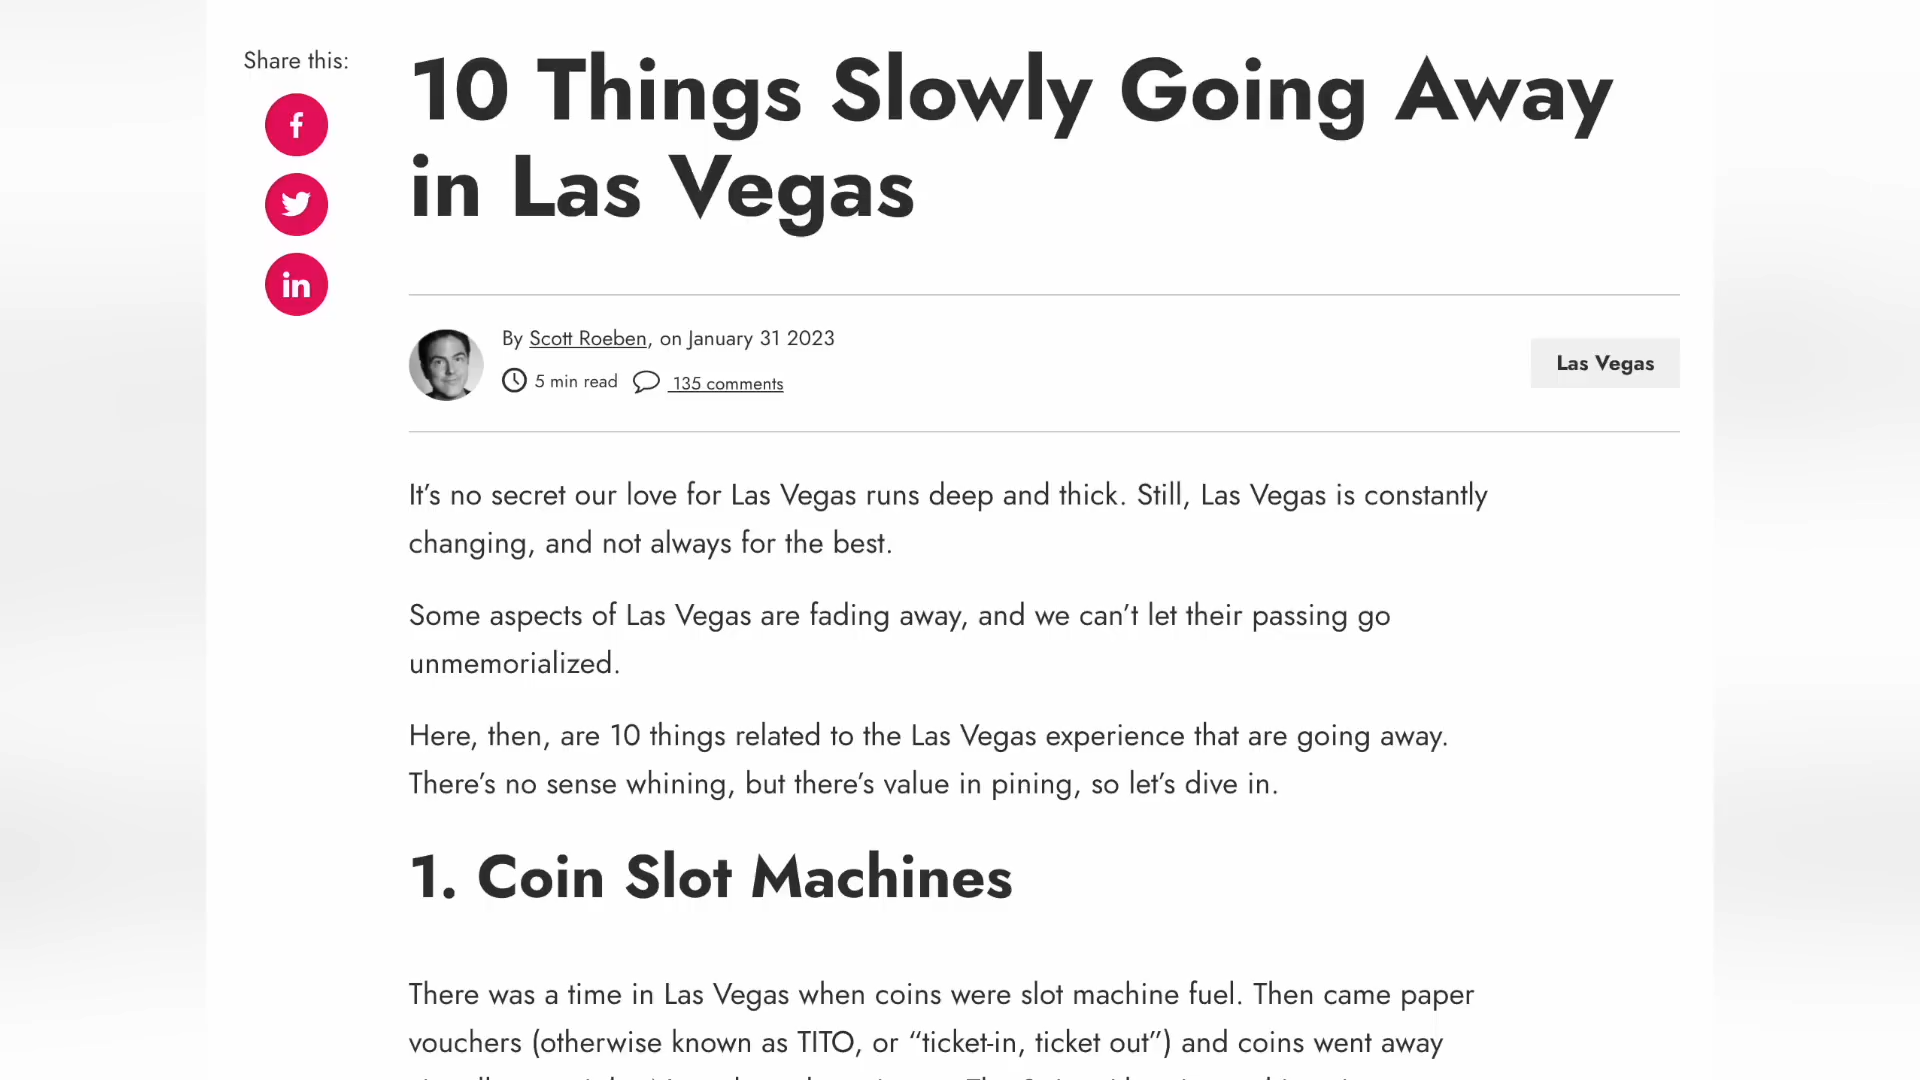 Share this:
10 Things Slowly Going Away
in Las Vegas
By Scott Roeben, on January 31 2023
5 min read 135 comments
Las Vegas
It’s no secret our love for Las Vegas runs deep and thick. Still, Las Vegas is constantly
changing, and not always for the best.
Some aspects of Las Vegas are fading away, and we can’t let their passing go
unmemorialized.
Here, then, are 10 things related to the Las Vegas experience that are going away.
There’s no sense whining, but there’s value in pining, so let’s dive in.
1. Coin Slot Machines
There was a time in Las Vegas when coins were slot machine fuel. Then came paper
vouchers (otherwise known as TITO, or “ticket-in, ticket out”) and coins went away